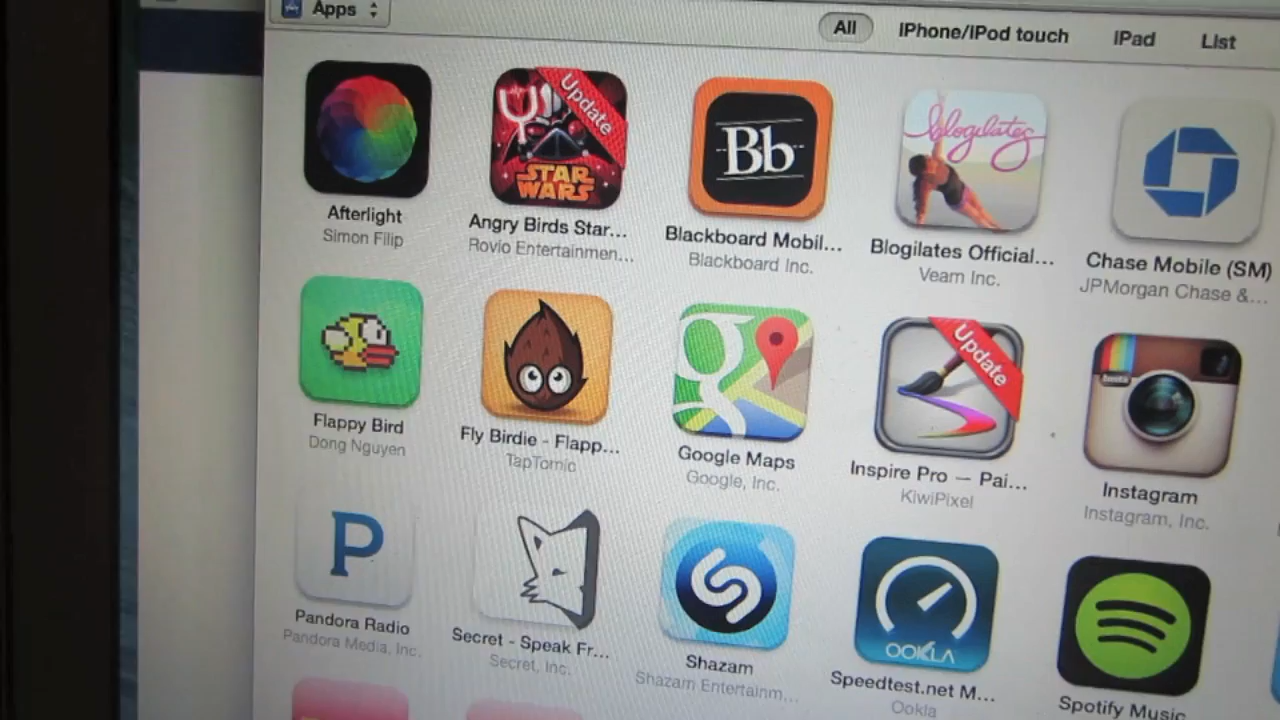 Apps
All iPhone/iPod touch iPad List
Update
STAR
WARS
Bb
blogilates
Afterlight
Simon Filip
Angry Birds Star...
Rovio Entertainmen...
Blackboard Mobil...
Blackboard Inc.
Blogilates Official...
Veam Inc.
Chase Mobile (SM)
JPMorgan Chase &...
g
Update
Insta
Flappy Bird
Dong Nguyen
Fly Birdie - Flapp...
TapTomic
Google Maps
Google, Inc.
Inspire Pro — Pai...
KiwiPixel
Instagram
Instagram, Inc.
P
OOKLA
Pandora Radio
Pandora Media, Inc.
Secret - Speak Fr...
Secret, Inc.
Shazam
Shazam Entertainm...
Speedtest.net M...
Ookla
Spotify Music